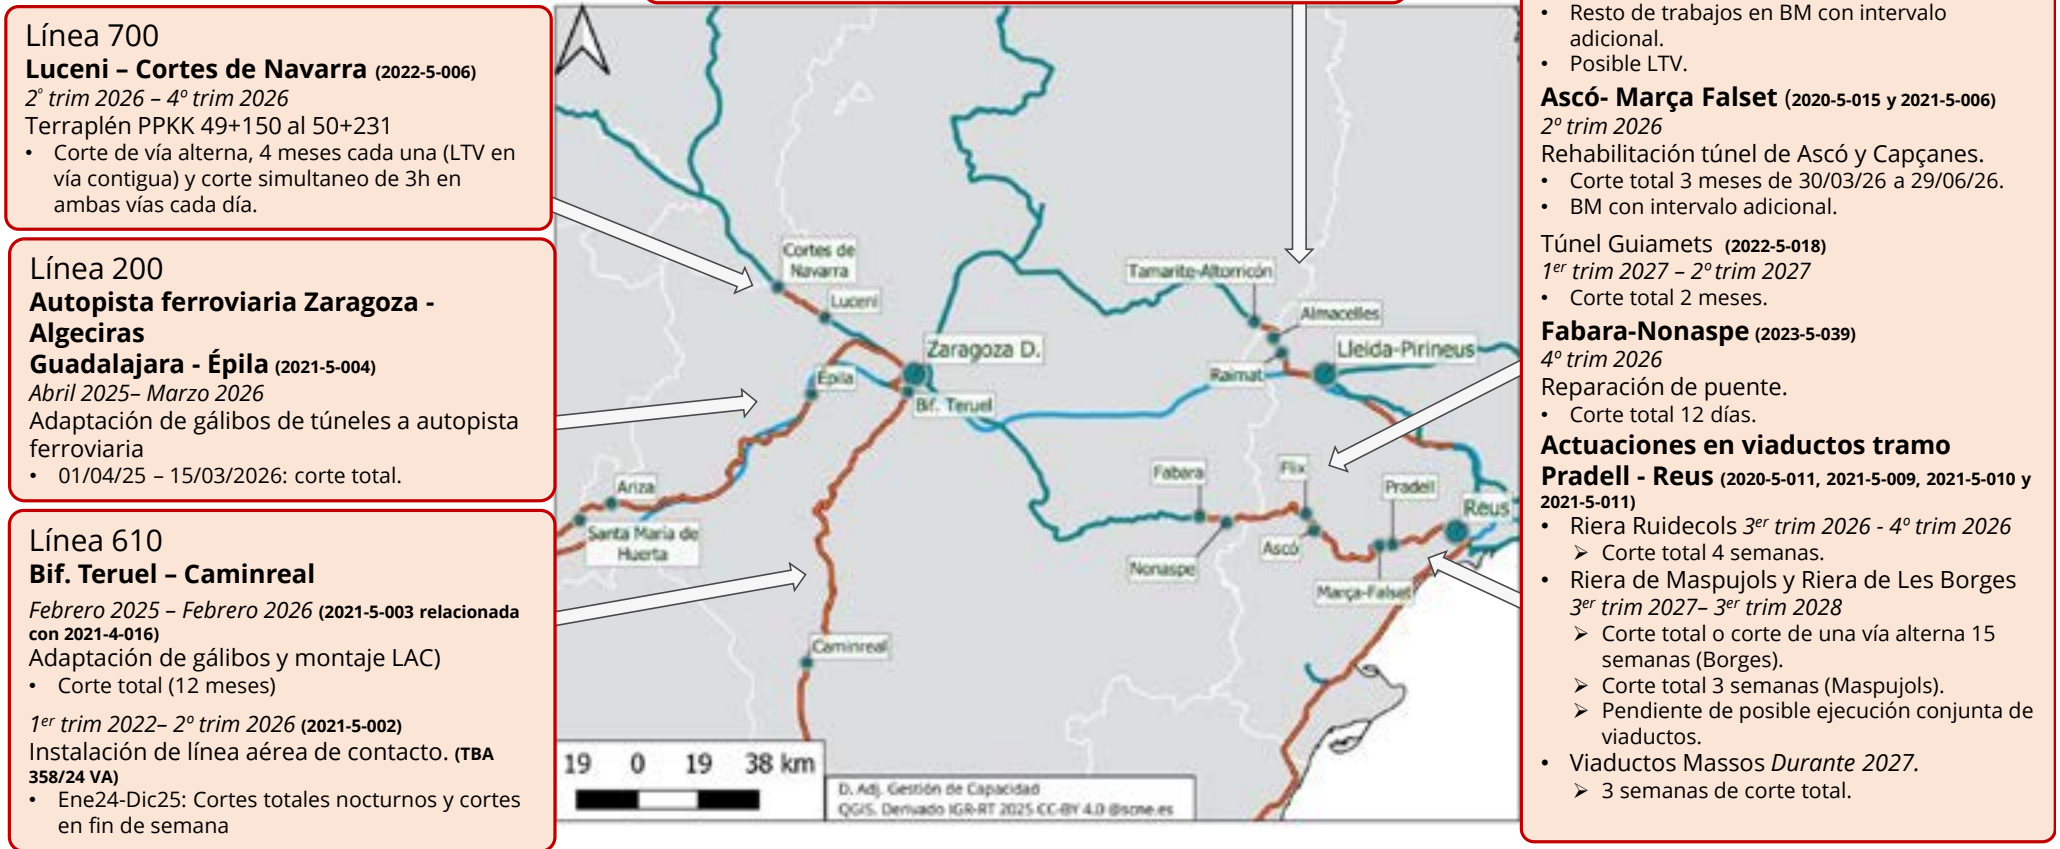 Línea 700
Luceni – Cortes de Navarra (2022-5-006)
2º trim 2026 – 4º trim 2026
Terraplén PPKK 49+150 al 50+231
• Corte de vía alterna, 4 meses cada una (LTV en
vía contigua) y corte simultaneo de 3h en
ambas vías cada día.
Línea 200
Autopista ferroviaria Zaragoza -
Algeciras
Guadalajara - Épila (2021-5-004)
Abril 2025– Marzo 2026
Adaptación de gálibos de túneles a autopista
ferroviaria
• 01/04/25 – 15/03/2026: corte total.
Línea 610
Bif. Teruel – Caminreal
Febrero 2025 – Febrero 2026 (2021-5-003 relacionada
con 2021-4-016)
Adaptación de gálibos y montaje LAC)
• Corte total (12 meses)
1er trim 2022– 2º trim 2026 (2021-5-002)
Instalación de línea aérea de contacto. (TBA
358/24 VA)
• Ene24-Dic25: Cortes totales nocturnos y cortes
en fin de semana
Cortes de
Navarra
Luceni
Zaragoza D.
Épila
Bif. Teruel
Ariza
Santa María de
Huerta
Caminreal
Tamarite-Altorricón
Almacelles
Raimat
Lleida-Pirineus
Fabara
Nonaspe
Flix
Ascó
Pradell
Marça-Falset
Reus
19 0 19 38 km
D. Adj. Gestión de Capacidad
QGIS. Derivado IGR-RT 2025 CC-BY 4.0 @scne.es
• Resto de trabajos en BM con intervalo
adicional.
• Posible LTV.
Ascó- Marça Falset (2020-5-015 y 2021-5-006)
2º trim 2026
Rehabilitación túnel de Ascó y Capçanes.
• Corte total 3 meses de 30/03/26 a 29/06/26.
• BM con intervalo adicional.
Túnel Guiamets (2022-5-018)
1er trim 2027 – 2º trim 2027
• Corte total 2 meses.
Fabara-Nonaspe (2023-5-039)
4º trim 2026
Reparación de puente.
• Corte total 12 días.
Actuaciones en viaductos tramo
Pradell - Reus (2020-5-011, 2021-5-009, 2021-5-010 y
2021-5-011)
• Riera Ruidecols 3er trim 2026 - 4º trim 2026
➢ Corte total 4 semanas.
• Riera de Maspujols y Riera de Les Borges
3er trim 2027– 3er trim 2028
➢ Corte total o corte de una vía alterna 15
semanas (Borges).
➢ Corte total 3 semanas (Maspujols).
➢ Pendiente de posible ejecución conjunta de
viaductos.
• Viaductos Massos Durante 2027.
➢ 3 semanas de corte total.